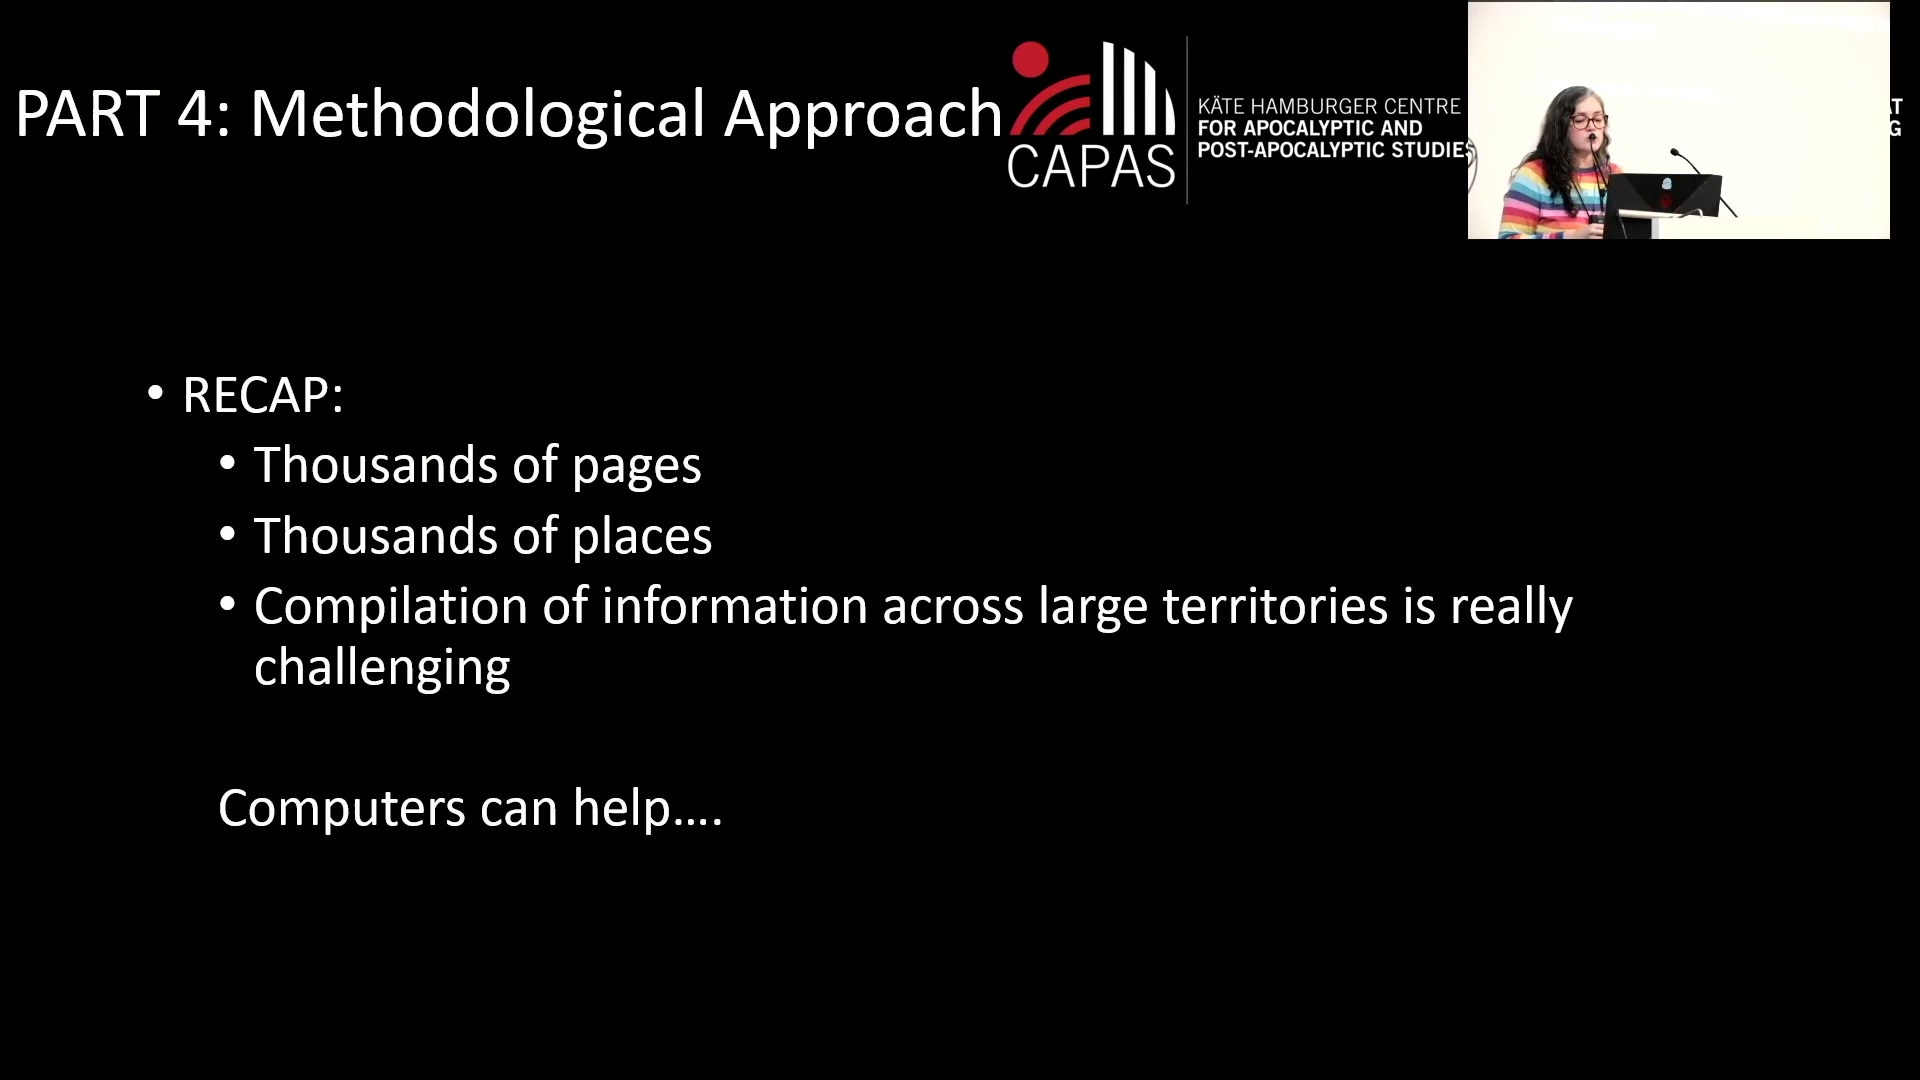 PART 4: Methodological Approach
CAPAS
KÄTE HAMBURGER CENTRE
FOR APOCALYPTIC AND
POST-APOCALYPTIC STUDIES
• RECAP:
• Thousands of pages
• Thousands of places
• Compilation of information across large territories is really
challenging
Computers can help....